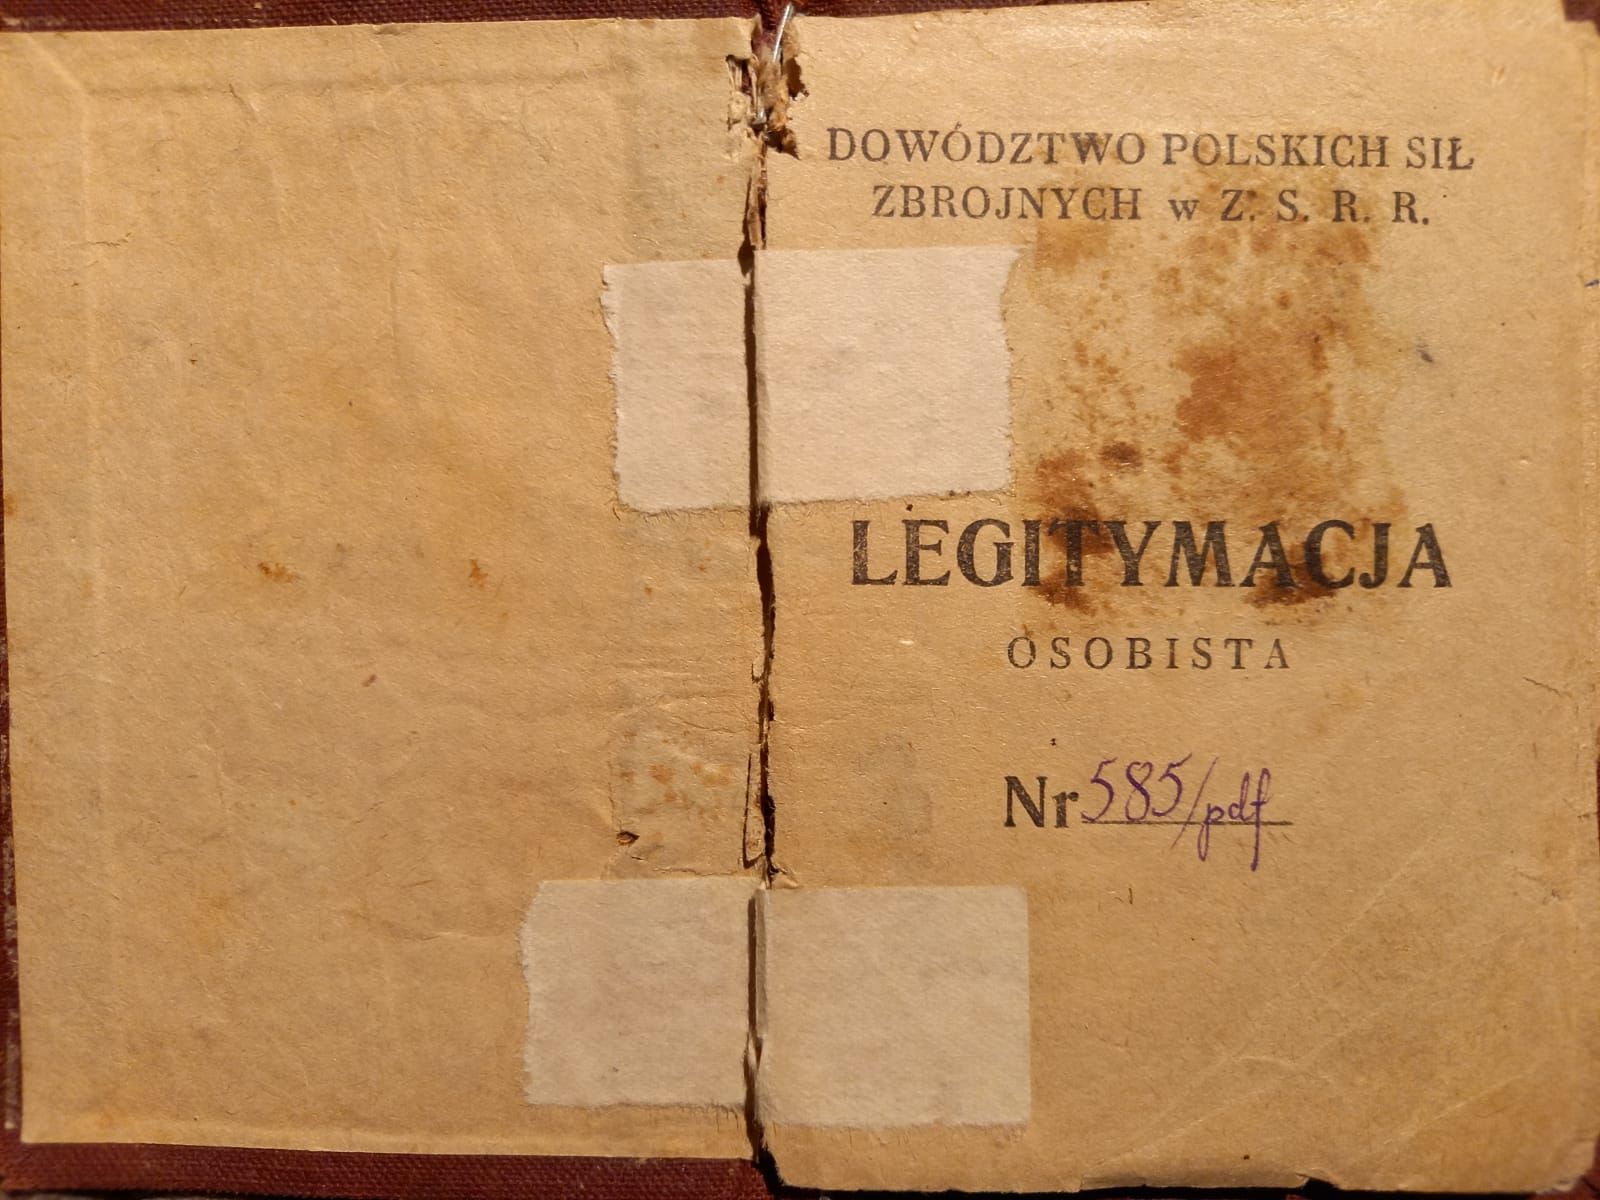 DOWÓDZTWO POLSKICH SIŁ
ZBROJNYCH w Z. S. R. R.
LEGITYMACJA
OSOBISTA
Nr 585/pdf